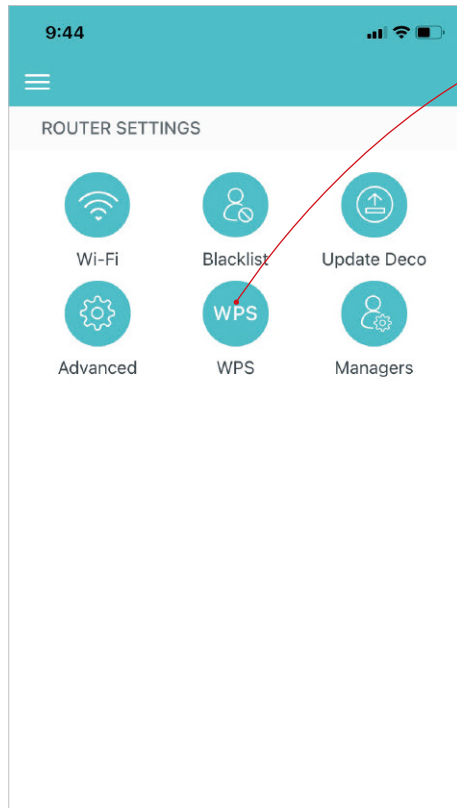 9:44
ROUTER SETTINGS
Wi-Fi Blacklist Update Deco
WPS
Advanced WPS Managers